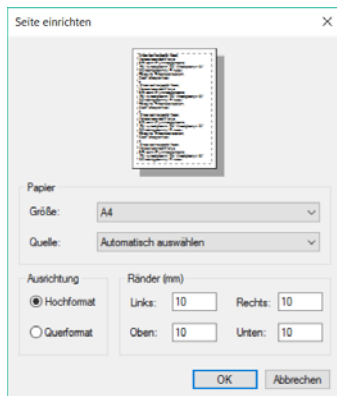 Seite einrichten
Papier
Größe: A4
Quelle: Automatisch auswählen
Ausrichtung
Hochformat
Querformat
Ränder (mm)
Links: 10 Rechts: 10
Oben: 10 Unten: 10
OK Abbrechen